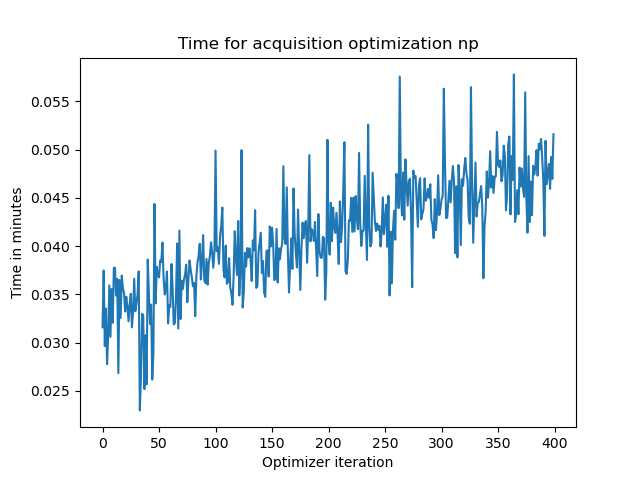 Time for acquisition optimization np
0.055
0.050
0.045
0.040
0.035
0.030
0.025
Time in minutes
0 50 100 150 200 250 300 350 400
Optimizer iteration